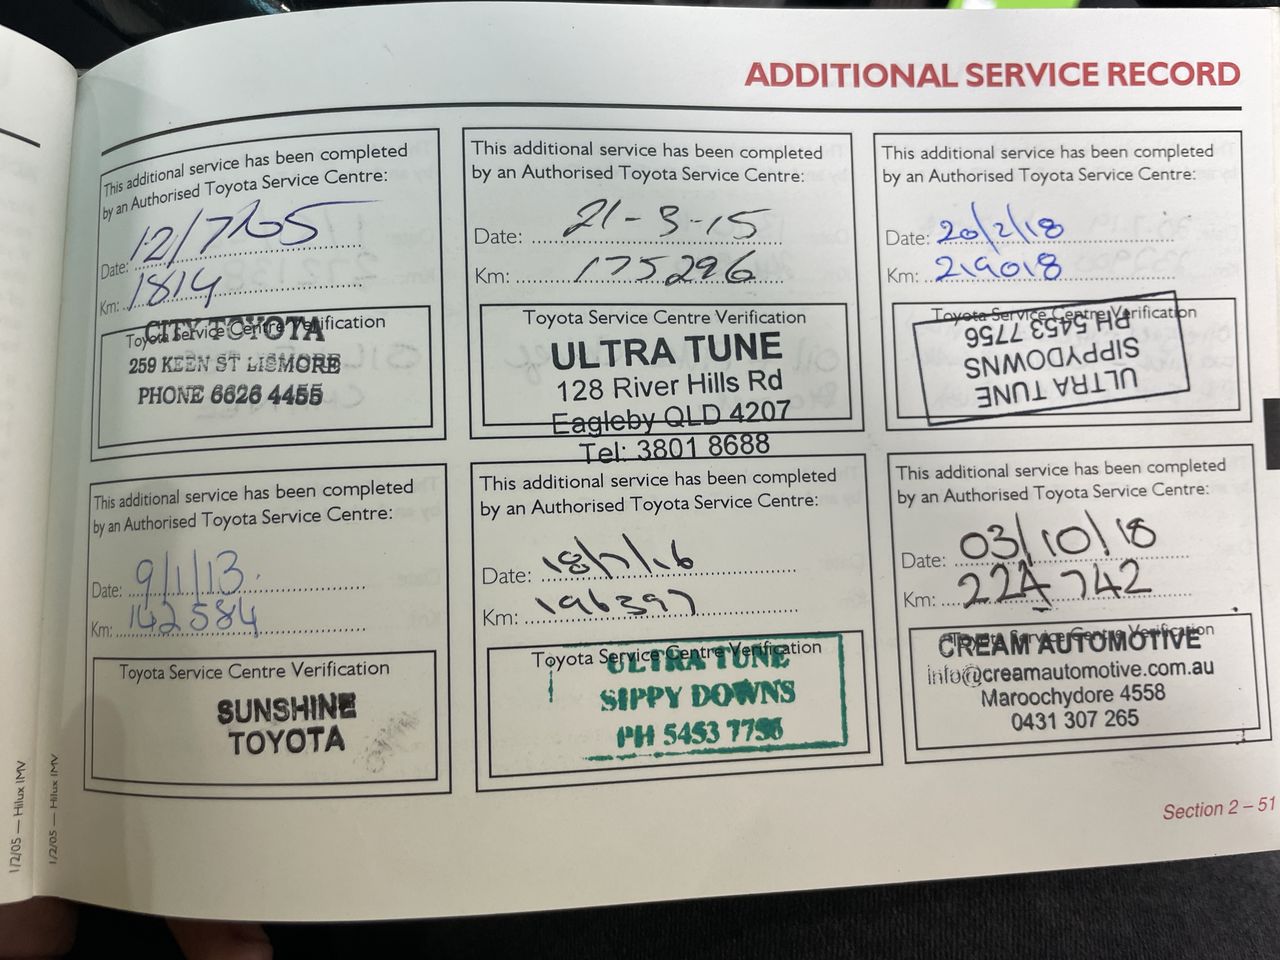 ADDITIONAL SERVICE RECORD
This additional service has been completed
by an Authorised Toyota Service Centre:
Date: 12/7/05
Km: 1814
Toyota Service Centre Verification
CITY TOYOTA
259 KEEN ST LISMORE
PHONE 6626 4455
This additional service has been completed
by an Authorised Toyota Service Centre:
Date: 21-3-15
Km: 175296
Toyota Service Centre Verification
ULTRA TUNE
128 River Hills Rd
Eagleby QLD 4207
Tel: 3801 8688
This additional service has been completed
by an Authorised Toyota Service Centre:
Date: 20/2/18
Km: 219018
Toyota Service Centre Verification
ULTRA TUNE
SIPPYDOWNS
PH 5453 7756
This additional service has been completed
by an Authorised Toyota Service Centre:
Date: 9/1/13.
Km: 142584
Toyota Service Centre Verification
SUNSHINE
TOYOTA
This additional service has been completed
by an Authorised Toyota Service Centre:
Date: 18/7/16
Km: 196397
Toyota Service Centre Verification
ULTRA TUNE
SIPPY DOWNS
PH 5453 7756
This additional service has been completed
by an Authorised Toyota Service Centre:
Date: 03/10/18
Km: 224 742
Toyota Service Centre Verification
CREAM AUTOMOTIVE
info@creamautomotive.com.au
Maroochydore 4558
0431 307 265
Section 2 – 51
1/2/05 — Hilux IMV
1/2/05 — Hilux IMV